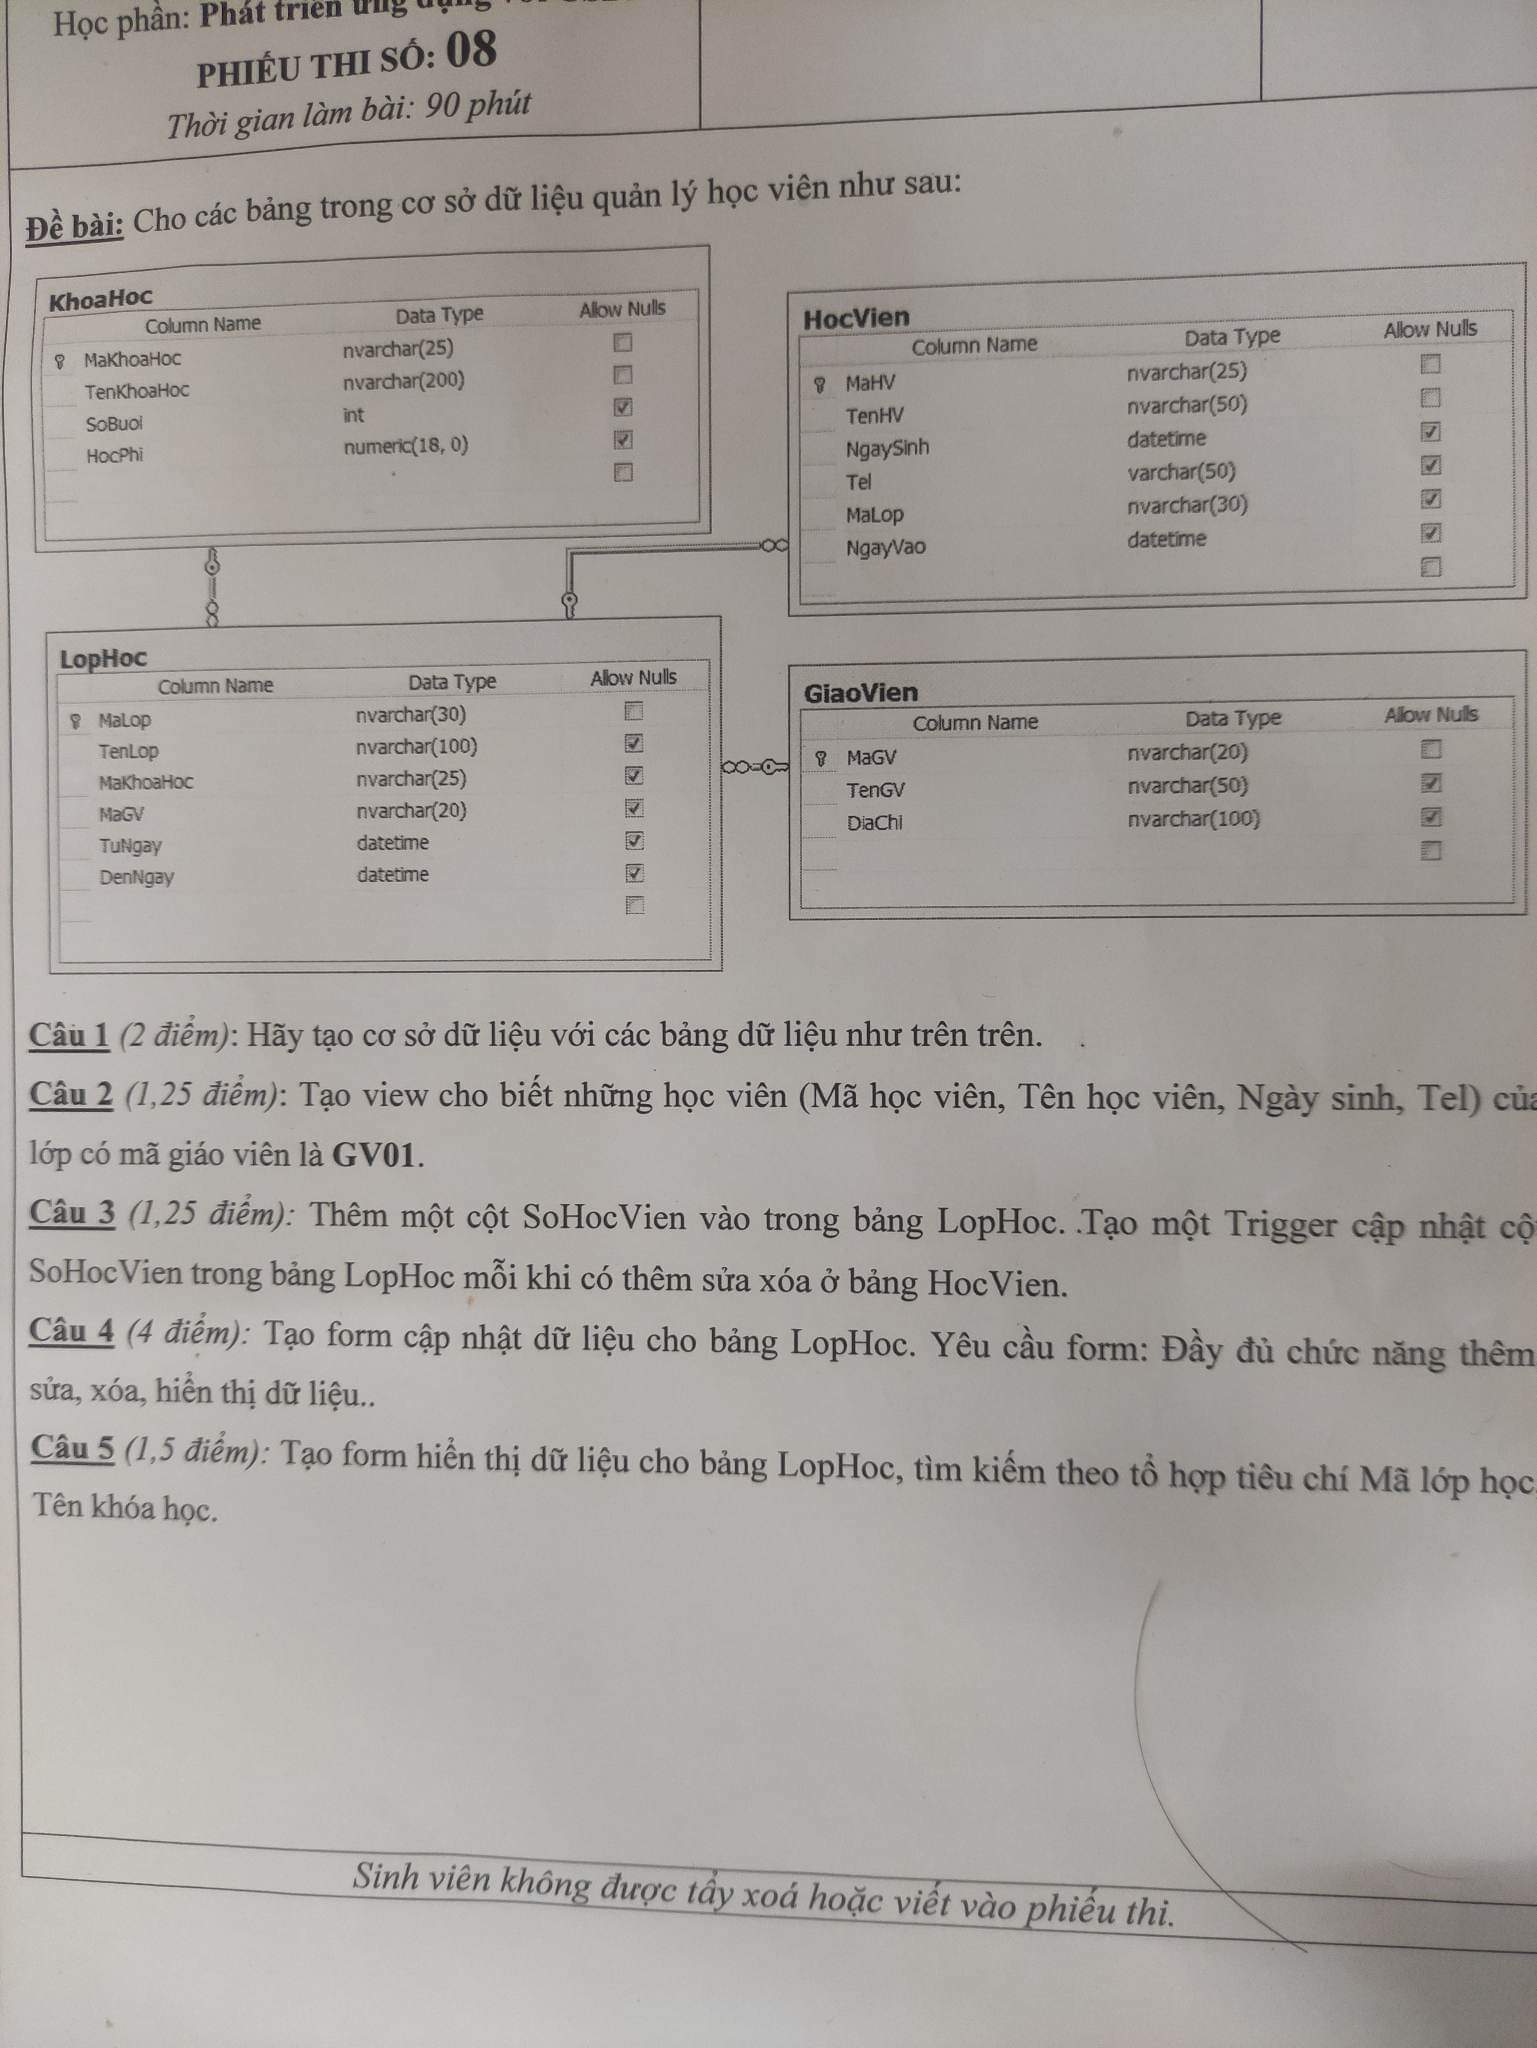 Học phần: Phát triển ứng dụng với
PHIẾU THI SỐ: 08
Thời gian làm bài: 90 phút
Đề bài: Cho các bảng trong cơ sở dữ liệu quản lý học viên như sau:
KhoaHoc
Column Name Data Type Allow Nulls
MaKhoaHoc nvarchar(25)
TenKhoaHoc nvarchar(200)
SoBuoi int
HocPhi numeric(18, 0)
HocVien
Column Name Data Type Allow Nulls
MaHV nvarchar(25)
TenHV nvarchar(50)
NgaySinh datetime
Tel varchar(50)
MaLop nvarchar(30)
NgayVao datetime
LopHoc
Column Name Data Type Allow Nulls
MaLop nvarchar(30)
TenLop nvarchar(100)
MaKhoaHoc nvarchar(25)
MaGV nvarchar(20)
TuNgay datetime
DenNgay datetime
GiaoVien
Column Name Data Type Allow Nulls
MaGV nvarchar(20)
TenGV nvarchar(50)
DiaChi nvarchar(100)
Câu 1 (2 điểm): Hãy tạo cơ sở dữ liệu với các bảng dữ liệu như trên trên.
Câu 2 (1,25 điểm): Tạo view cho biết những học viên (Mã học viên, Tên học viên, Ngày sinh, Tel) của
lớp có mã giáo viên là GV01.
Câu 3 (1,25 điểm): Thêm một cột SoHocVien vào trong bảng LopHoc. .Tạo một Trigger cập nhật cột
SoHocVien trong bảng LopHoc mỗi khi có thêm sửa xóa ở bảng HocVien.
Câu 4 (4 điểm): Tạo form cập nhật dữ liệu cho bảng LopHoc. Yêu cầu form: Đầy đủ chức năng thêm
sửa, xóa, hiển thị dữ liệu..
Câu 5 (1,5 điểm): Tạo form hiển thị dữ liệu cho bảng LopHoc, tìm kiếm theo tổ hợp tiêu chí Mã lớp học,
Tên khóa học.
Sinh viên không được tẩy xoá hoặc viết vào phiếu thi.